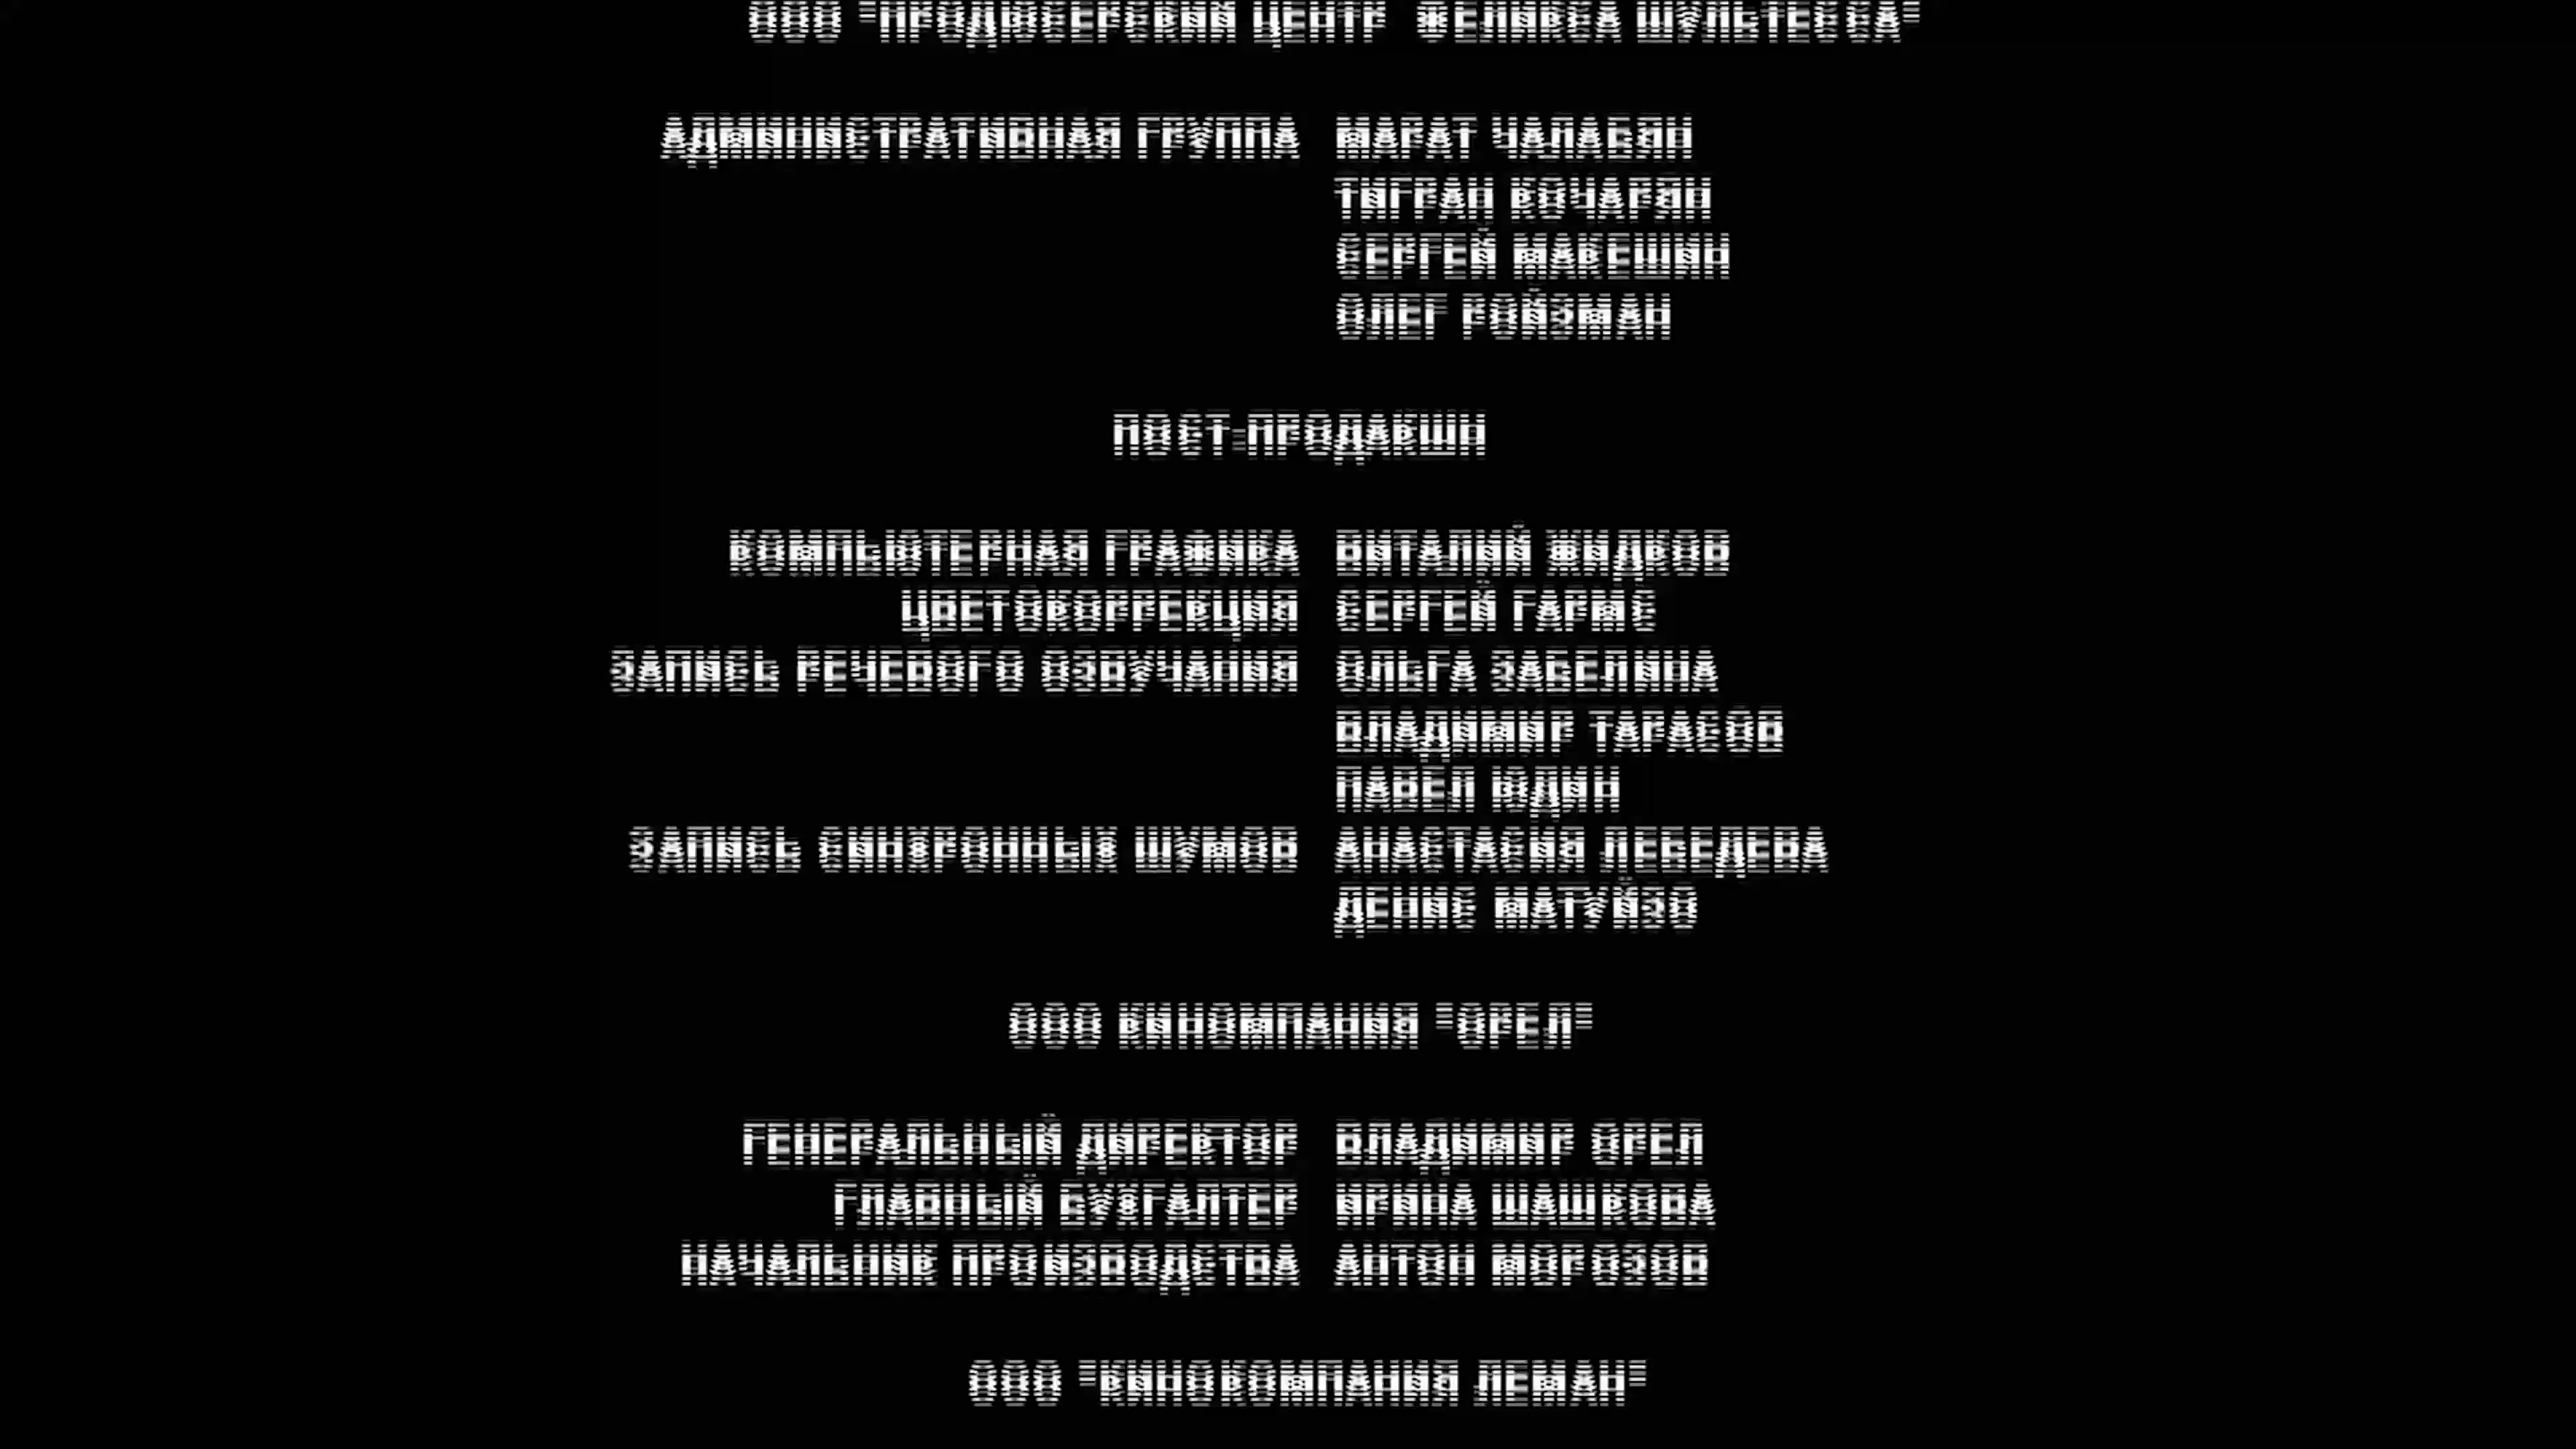 ООО "ПРОДЮСЕРСКИЙ ЦЕНТР ФЕЛИКСА ШУЛЬТЕССА"
АДМИНИСТРАТИВНАЯ ГРУППА МАРАТ ЧАЛАБЯН
ТИГРАН КОЧАРЯН
СЕРГЕЙ МАКЕШИН
ОЛЕГ РОЙЗМАН
ПОСТ-ПРОДАКШН
КОМПЬЮТЕРНАЯ ГРАФИКА ВИТАЛИЙ ЖИДКОВ
ЦВЕТОКОРРЕКЦИЯ СЕРГЕЙ ГАРМС
ЗАПИСЬ РЕЧЕВОГО ОЗВУЧАНИЯ ОЛЬГА ЗАБЕЛИНА
ВЛАДИМИР ТАРАСОВ
ПАВЕЛ ЮДИН
ЗАПИСЬ СИНХРОННЫХ ШУМОВ АНАСТАСИЯ ЛЕБЕДЕВА
ДЕНИС МАТУЙЗО
ООО КИНОМПАНИЯ "ОРЕЛ"
ГЕНЕРАЛЬНЫЙ ДИРЕКТОР ВЛАДИМИР ОРЕЛ
ГЛАВНЫЙ БУХГАЛТЕР ИРИНА ШАШКОВА
НАЧАЛЬНИК ПРОИЗВОДСТВА АНТОН МОРОЗОВ
ООО "КИНОКОМПАНИЯ ЛЕМАН"